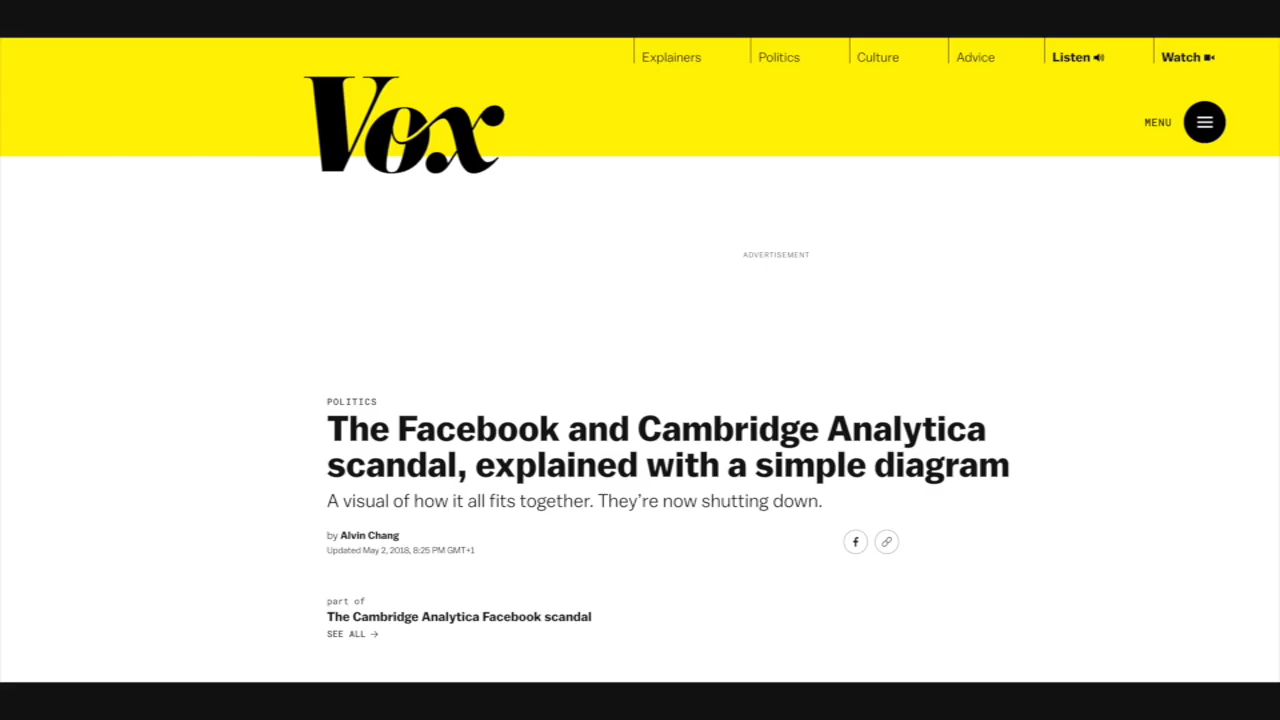 Explainers Politics Culture Advice Listen Watch
Vox
MENU
ADVERTISEMENT
POLITICS
The Facebook and Cambridge Analytica
scandal, explained with a simple diagram
A visual of how it all fits together. They’re now shutting down.
by Alvin Chang
Updated May 2, 2018, 8:25 PM GMT+1
part of
The Cambridge Analytica Facebook scandal
SEE ALL